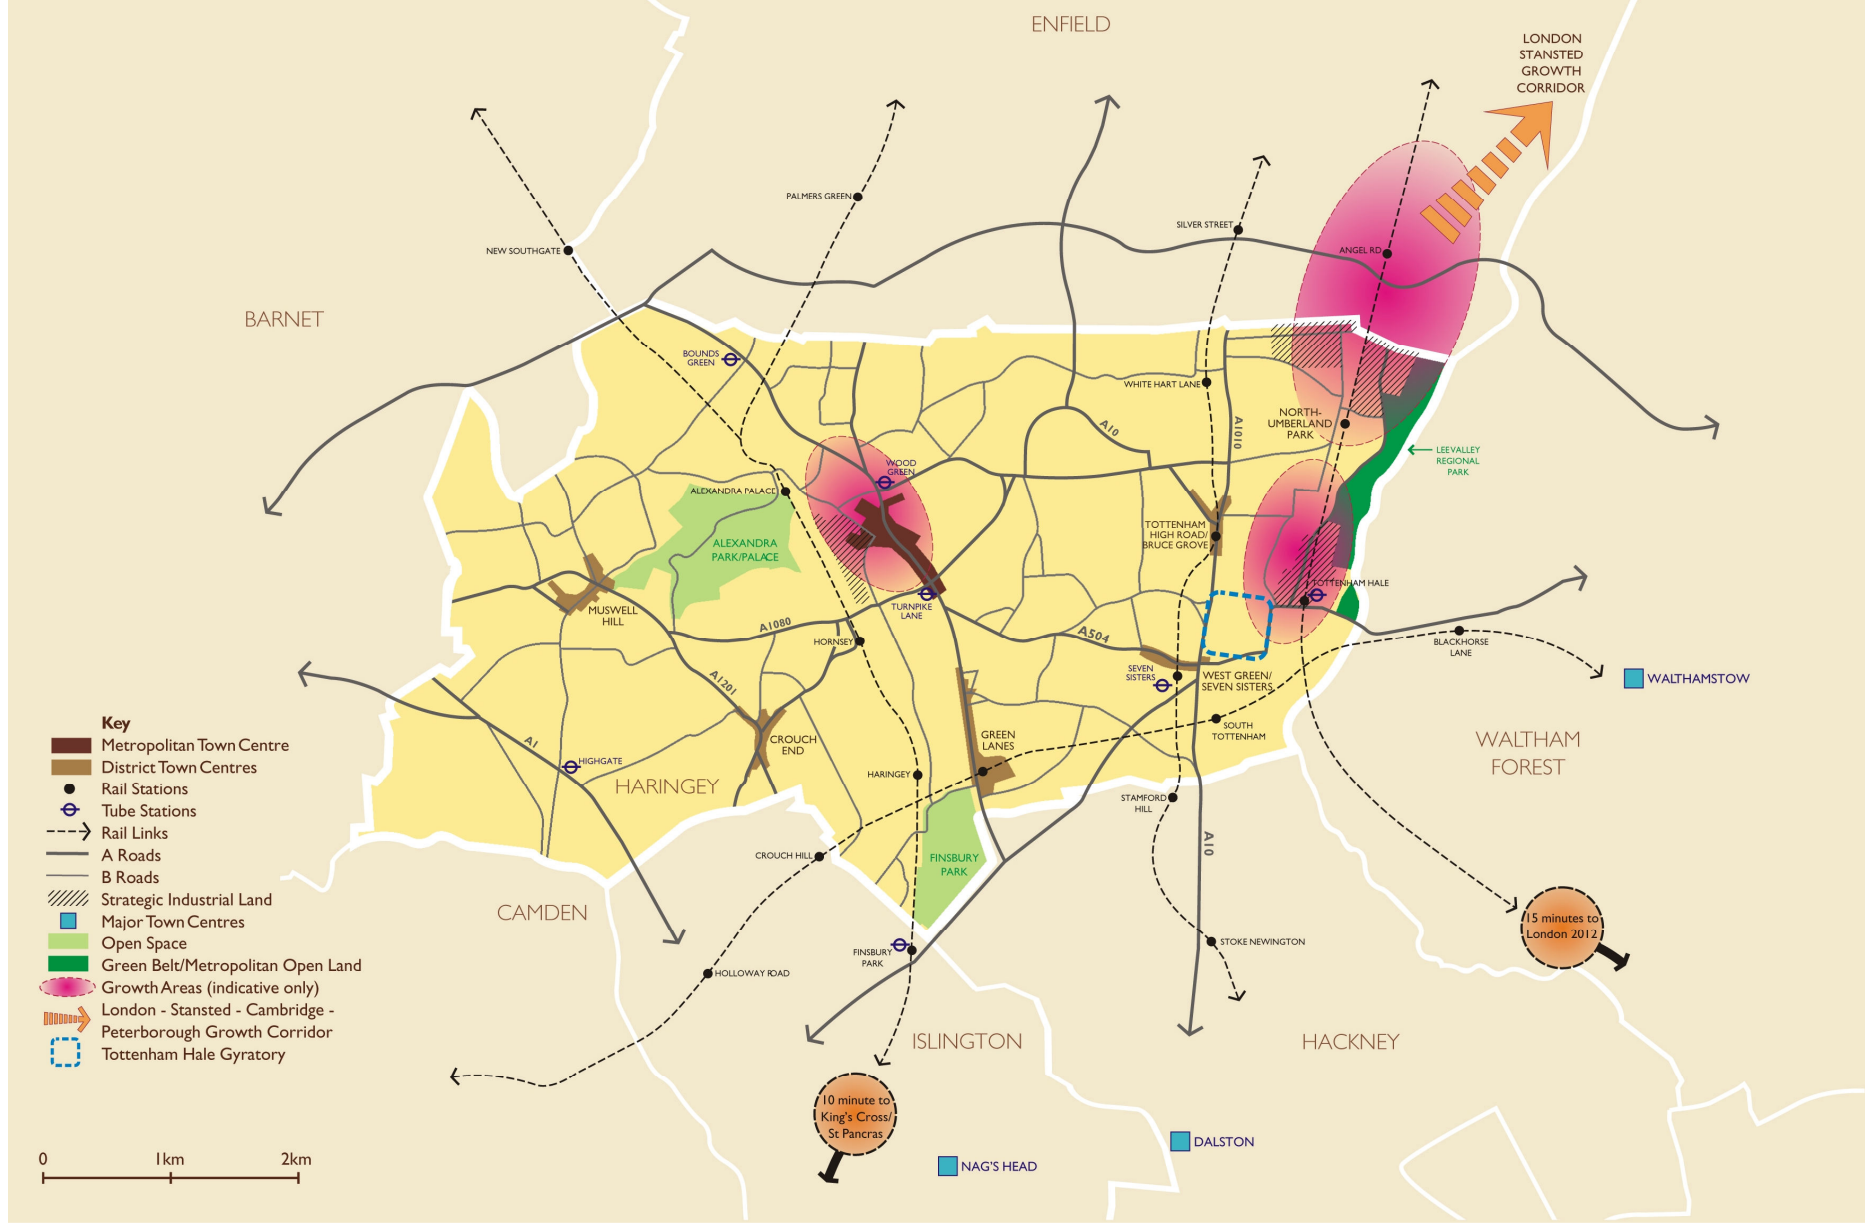 ENFIELD
LONDON
STANSTED
GROWTH
CORRIDOR
PALMERS GREEN
SILVER STREET
NEW SOUTHGATE
ANGEL RD
BARNET
BOUNDS
GREEN
WHITE HART LANE
NORTH-
UMBERLAND
PARK
A10
A1010
LEEVALLEY
REGIONAL
PARK
WOOD
GREEN
ALEXANDRA PALACE
ALEXANDRA
PARK/PALACE
TOTTENHAM
HIGH ROAD/
BRUCE GROVE
TOTTENHAM HALE
MUSWELL
HILL
TURNPIKE
LANE
A1080
HORNSEY
A504
BLACKHORSE
LANE
SEVEN
SISTERS
WEST GREEN/
SEVEN SISTERS
WALTHAMSTOW
A1201
SOUTH
TOTTENHAM
CROUCH
END
GREEN
LANES
A1
HIGHGATE
HARINGEY
HARINGEY
WALTHAM
FOREST
STAMFORD
HILL
A10
CROUCH HILL
FINSBURY
PARK
CAMDEN
FINSBURY
PARK
HOLLOWAY ROAD
STOKE NEWINGTON
15 minutes to
London 2012
ISLINGTON
HACKNEY
10 minute to
King's Cross/
St Pancras
DALSTON
NAG'S HEAD
Key
Metropolitan Town Centre
District Town Centres
Rail Stations
Tube Stations
Rail Links
A Roads
B Roads
Strategic Industrial Land
Major Town Centres
Open Space
Green Belt/Metropolitan Open Land
Growth Areas (indicative only)
London - Stansted - Cambridge -
Peterborough Growth Corridor
Tottenham Hale Gyratory
0 1km 2km